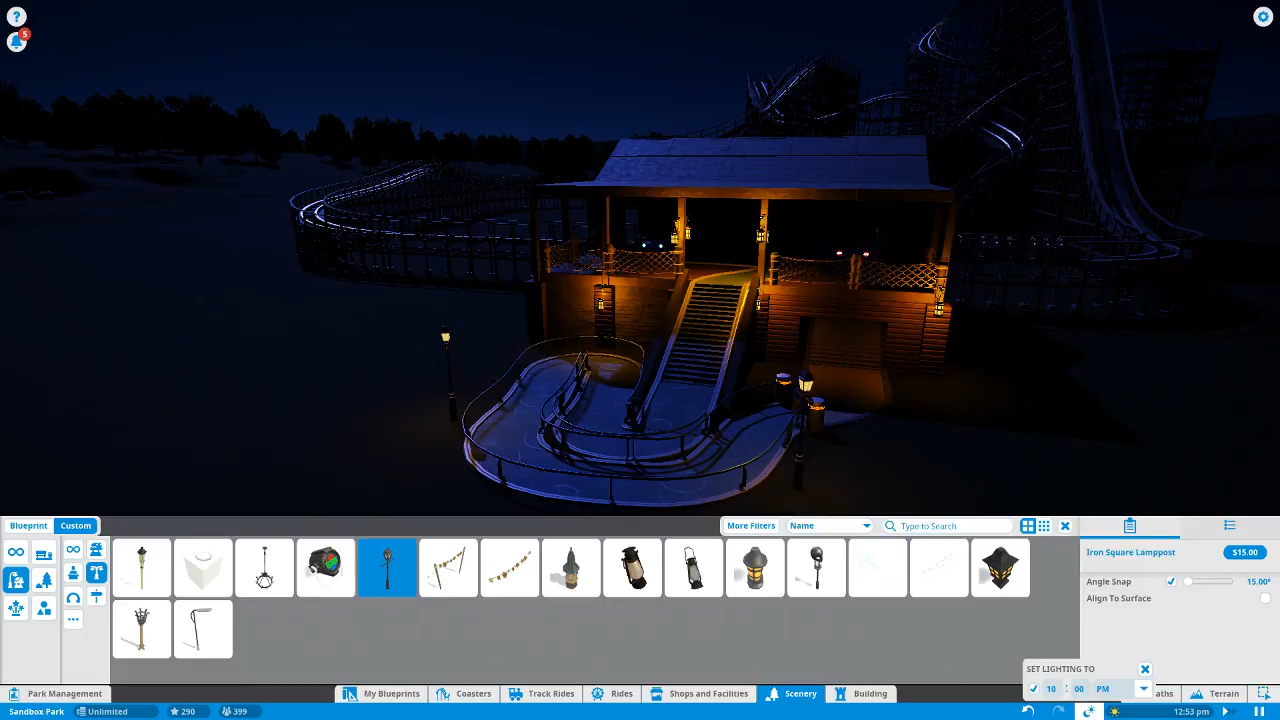 ?
5
Blueprint
Custom
More Filters
Name
Type to Search
Iron Square Lamppost
$15.00
Angle Snap
15.00°
Align To Surface
SET LIGHTING TO
10 : 00 PM
Park Management
My Blueprints
Coasters
Track Rides
Rides
Shops and Facilities
Scenery
Building
aths
Terrain
Sandbox Park
Unlimited
290
399
12:53 pm